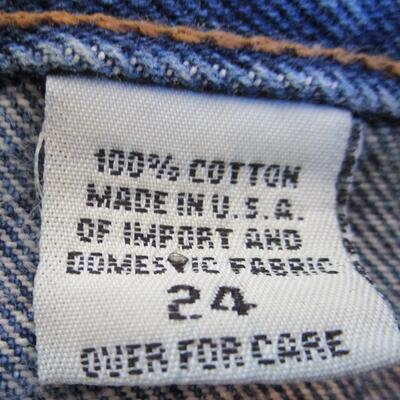 100% COTTON
MADE IN U.S.A.
OF IMPORT AND
DOMESTIC FABRIC
24
OVER FOR CARE